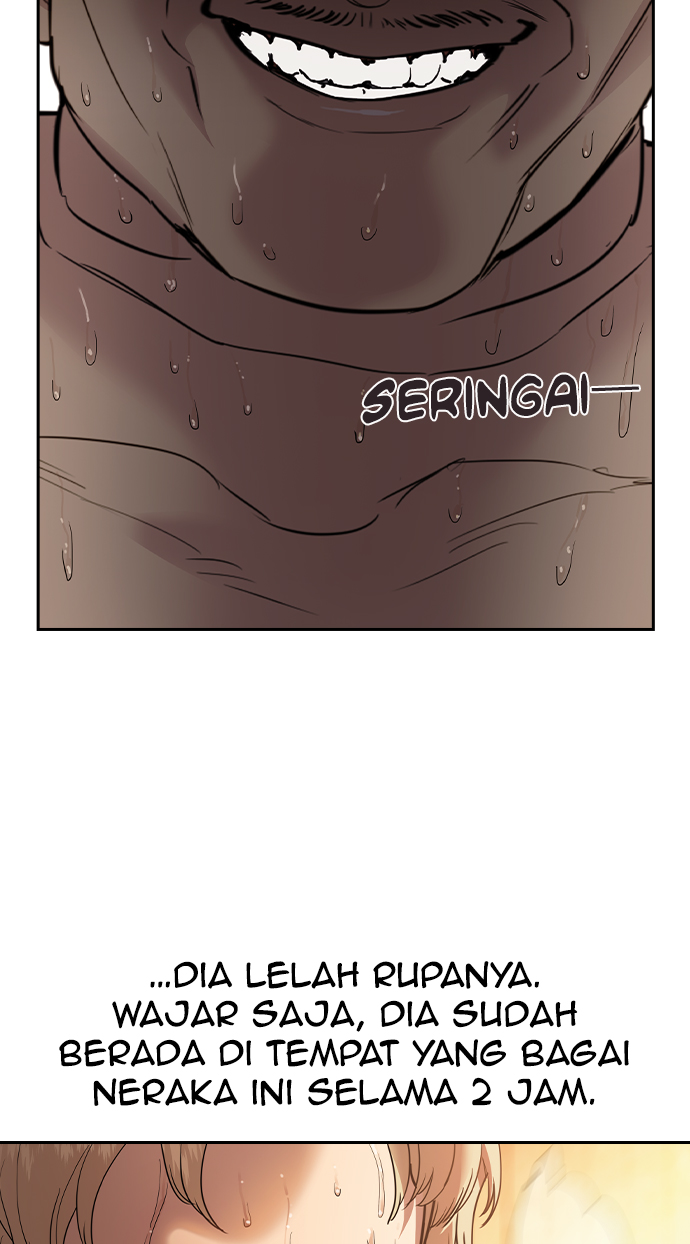 SERINGAI—
...DIA LELAH RUPANYA.
WAJAR SAJA, DIA SUDAH
BERADA DI TEMPAT YANG BAGAI
NERAKA INI SELAMA 2 JAM.